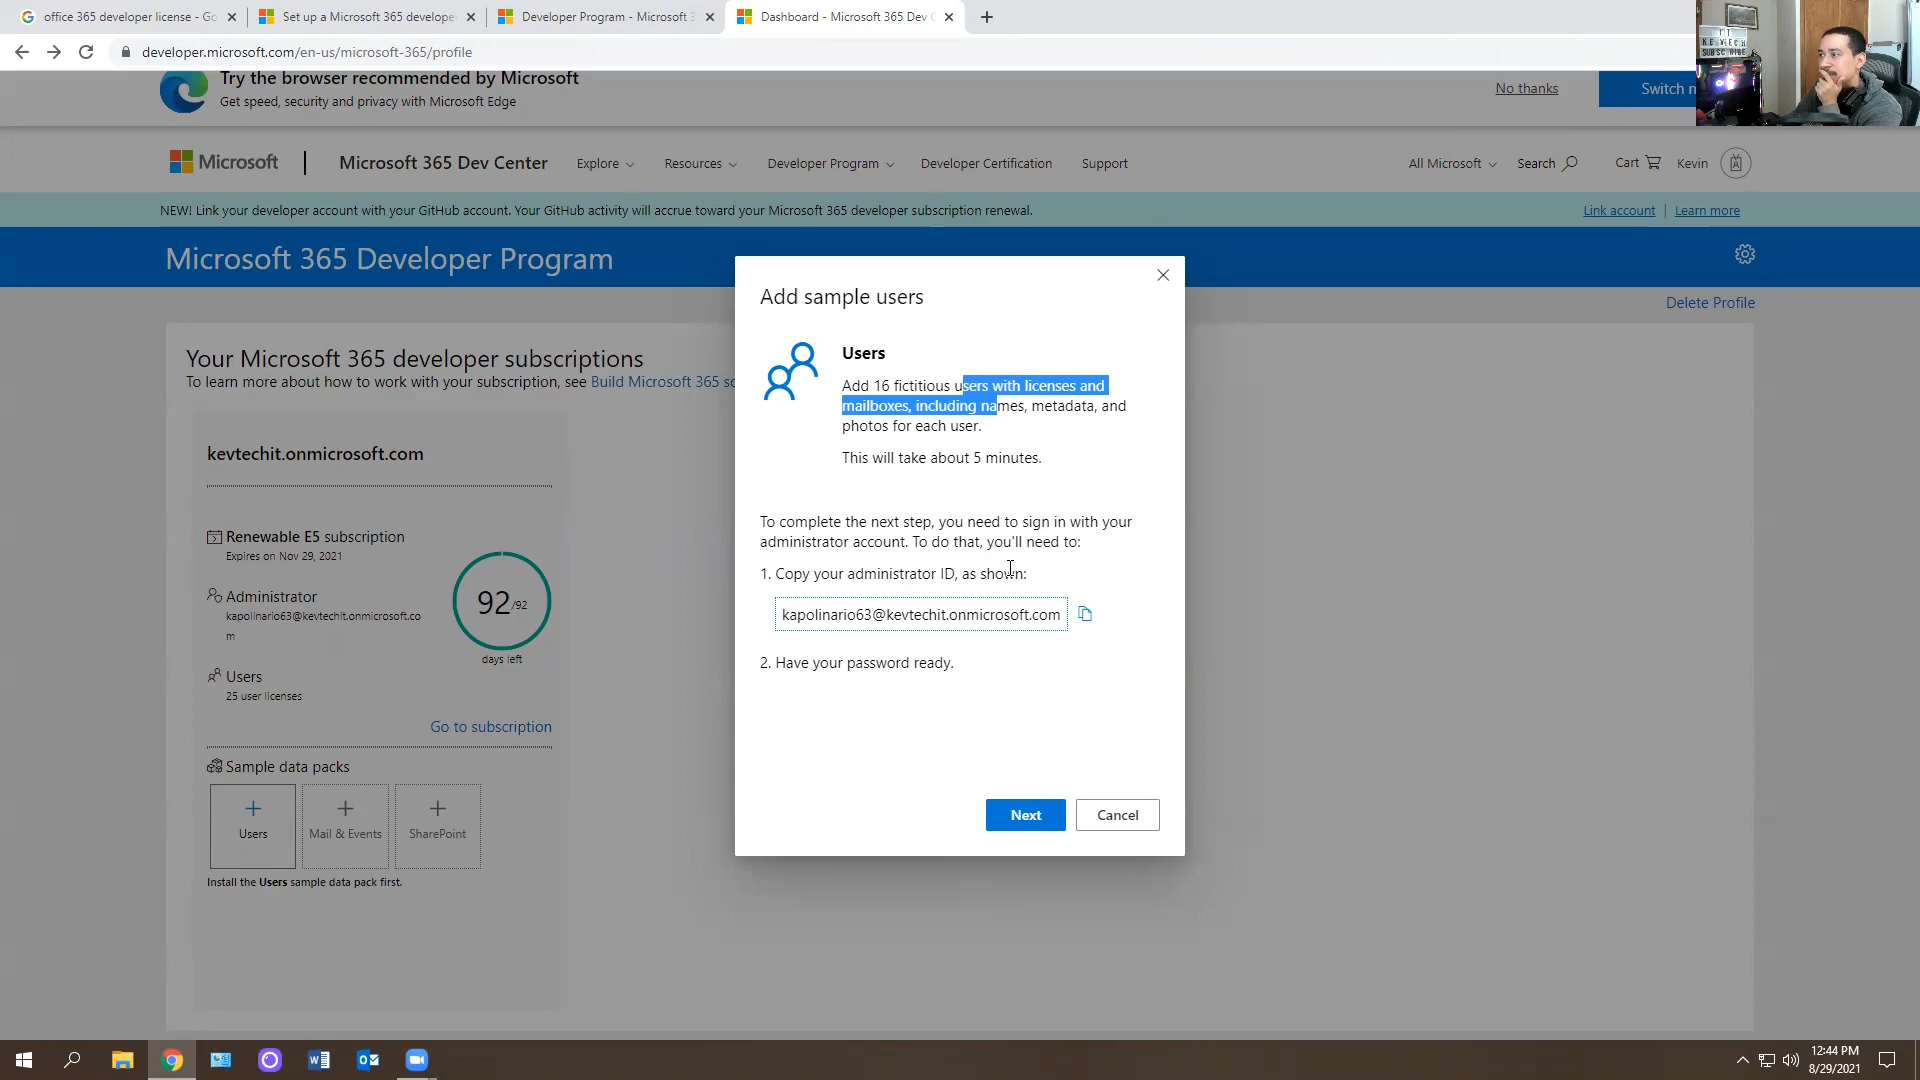 office 365 developer license - Go
Set up a Microsoft 365 develope
Developer Program - Microsoft 3
Dashboard - Microsoft 365 Dev C
developer.microsoft.com/en-us/microsoft-365/profile
IT
KEVTECH
SUBSCRIBE
Try the browser recommended by Microsoft
Get speed, security and privacy with Microsoft Edge
No thanks
Switch n
Microsoft
Microsoft 365 Dev Center
Explore
Resources
Developer Program
Developer Certification
Support
All Microsoft
Search
Cart
Kevin
NEW! Link your developer account with your GitHub account. Your GitHub activity will accrue toward your Microsoft 365 developer subscription renewal.
Link account
Learn more
Microsoft 365 Developer Program
Delete Profile
Your Microsoft 365 developer subscriptions
To learn more about how to work with your subscription, see Build Microsoft 365 so
kevtechit.onmicrosoft.com
Renewable E5 subscription
Expires on Nov 29, 2021
Administrator
kapolinario63@kevtechit.onmicrosoft.co
m
92/92
days left
Users
25 user licenses
Go to subscription
Sample data packs
Users
Mail & Events
SharePoint
Install the Users sample data pack first.
Add sample users
Users
Add 16 fictitious users with licenses and
mailboxes, including names, metadata, and
photos for each user.
This will take about 5 minutes.
To complete the next step, you need to sign in with your
administrator account. To do that, you'll need to:
1. Copy your administrator ID, as shown:
kapolinario63@kevtechit.onmicrosoft.com
2. Have your password ready.
Next
Cancel
12:44 PM
8/29/2021